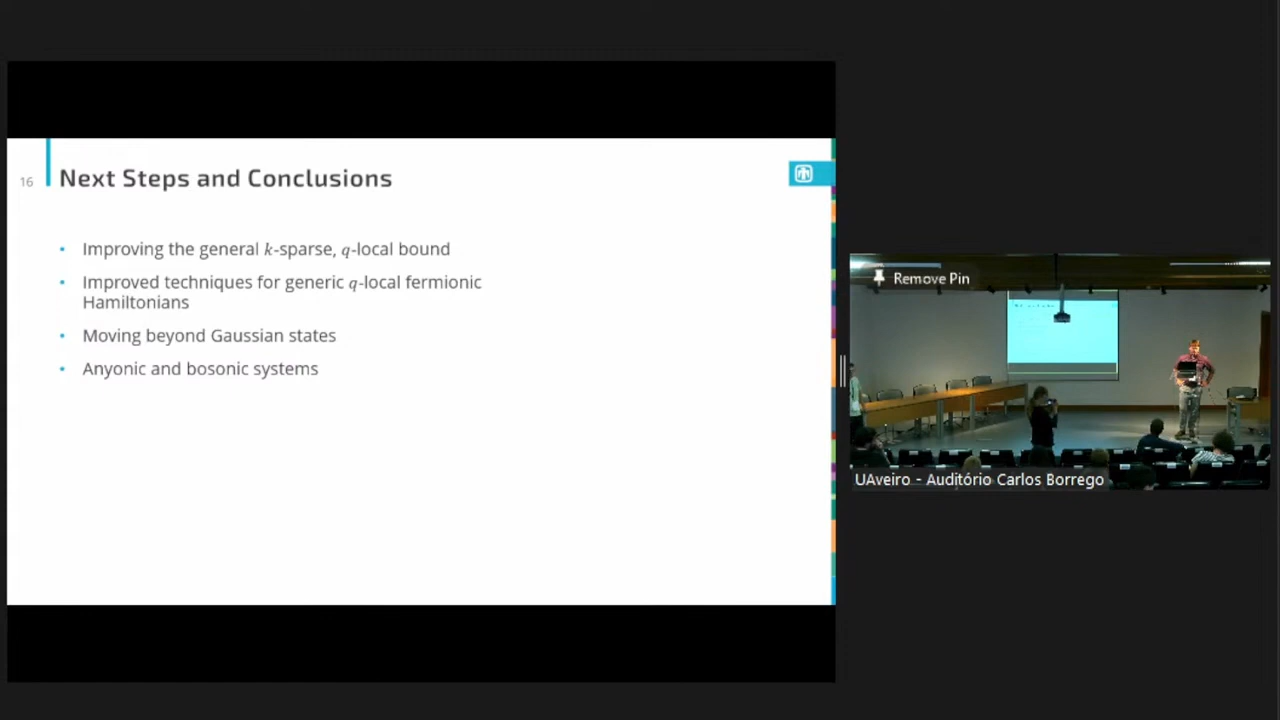 16
Next Steps and Conclusions
• Improving the general k-sparse, q-local bound
• Improved techniques for generic q-local fermionic
Hamiltonians
• Moving beyond Gaussian states
• Anyonic and bosonic systems
Remove Pin
UAveiro - Auditório Carlos Borrego